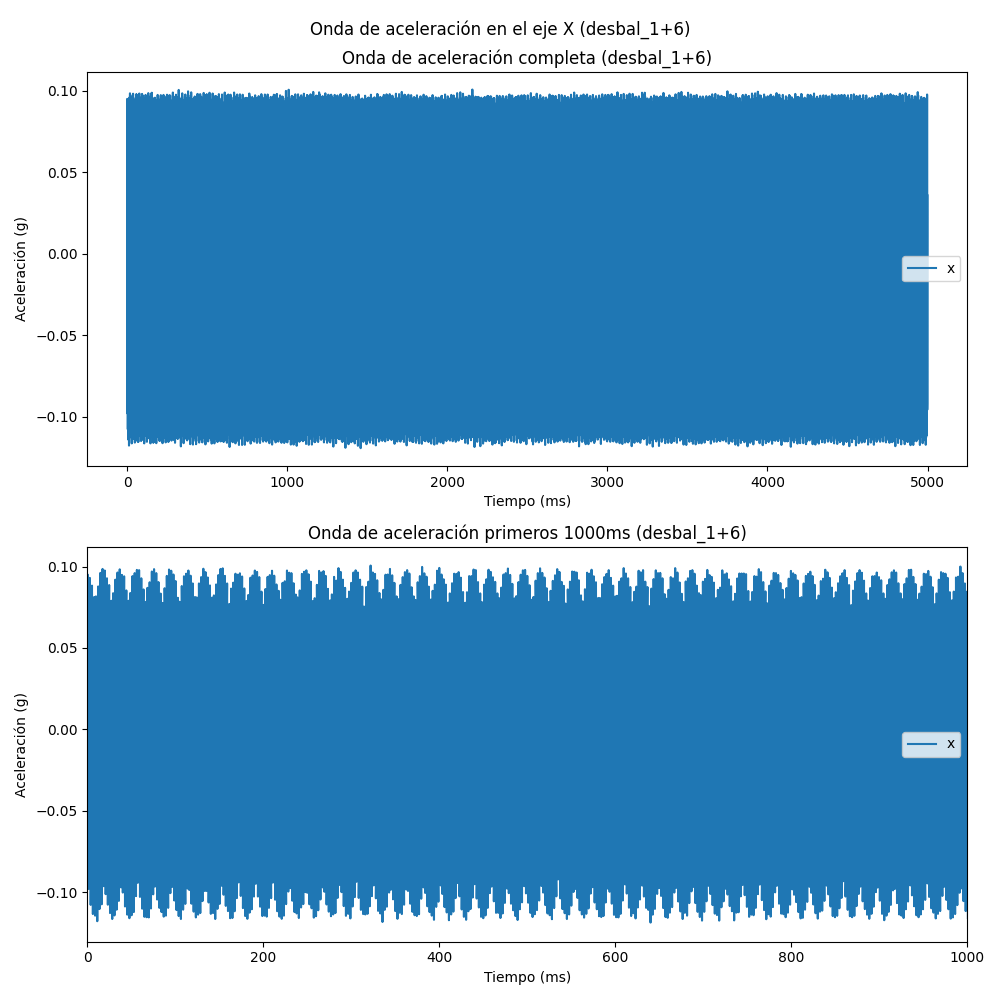 Onda de aceleración en el eje X (desbal_1+6)
Onda de aceleración completa (desbal_1+6)
0.10
0.05
0.00
−0.05
−0.10
Aceleración (g)
x
0 1000 2000 3000 4000 5000
Tiempo (ms)
Onda de aceleración primeros 1000ms (desbal_1+6)
0.10
0.05
0.00
−0.05
−0.10
Aceleración (g)
x
0 200 400 600 800 1000
Tiempo (ms)